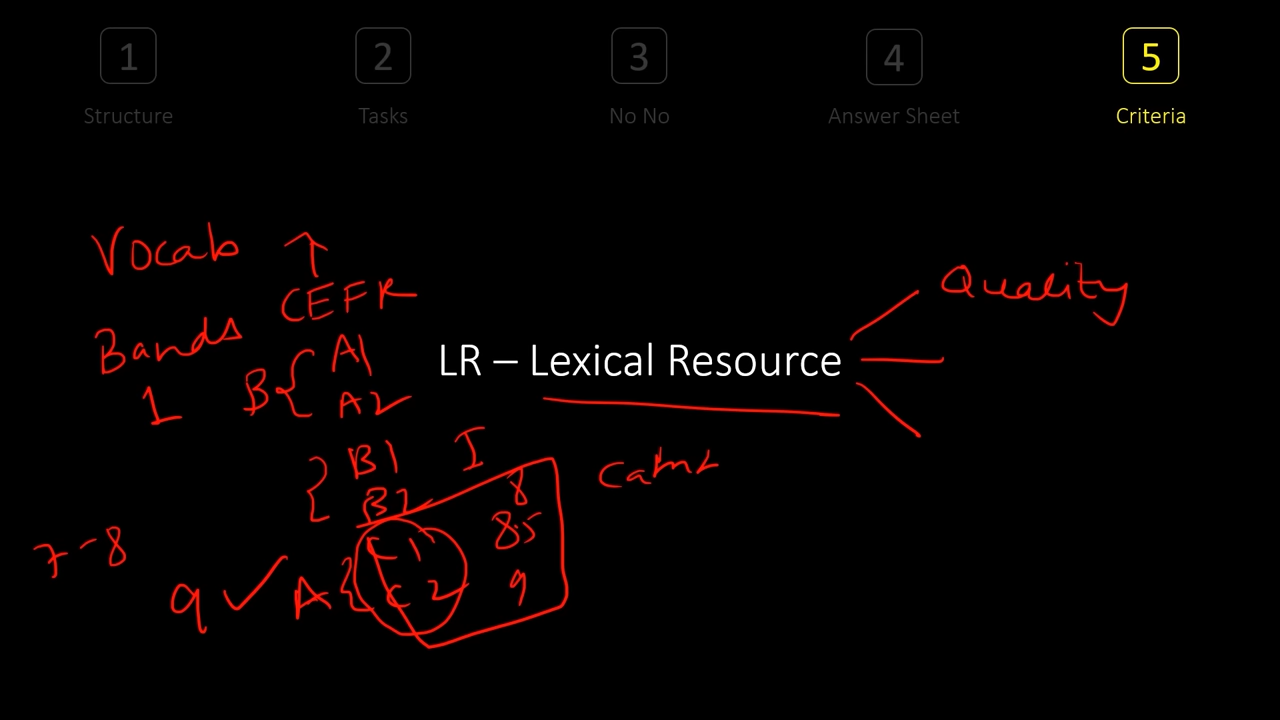 1 2 3 4 5
Structure Tasks No No Answer Sheet Criteria
Vocab ↑
CEFR
Quality
Bands
1 B { A1
A2
LR – Lexical Resource
{ B1 I
B2 8
C1 8.5
7-8
9 ✓ A { C2 9